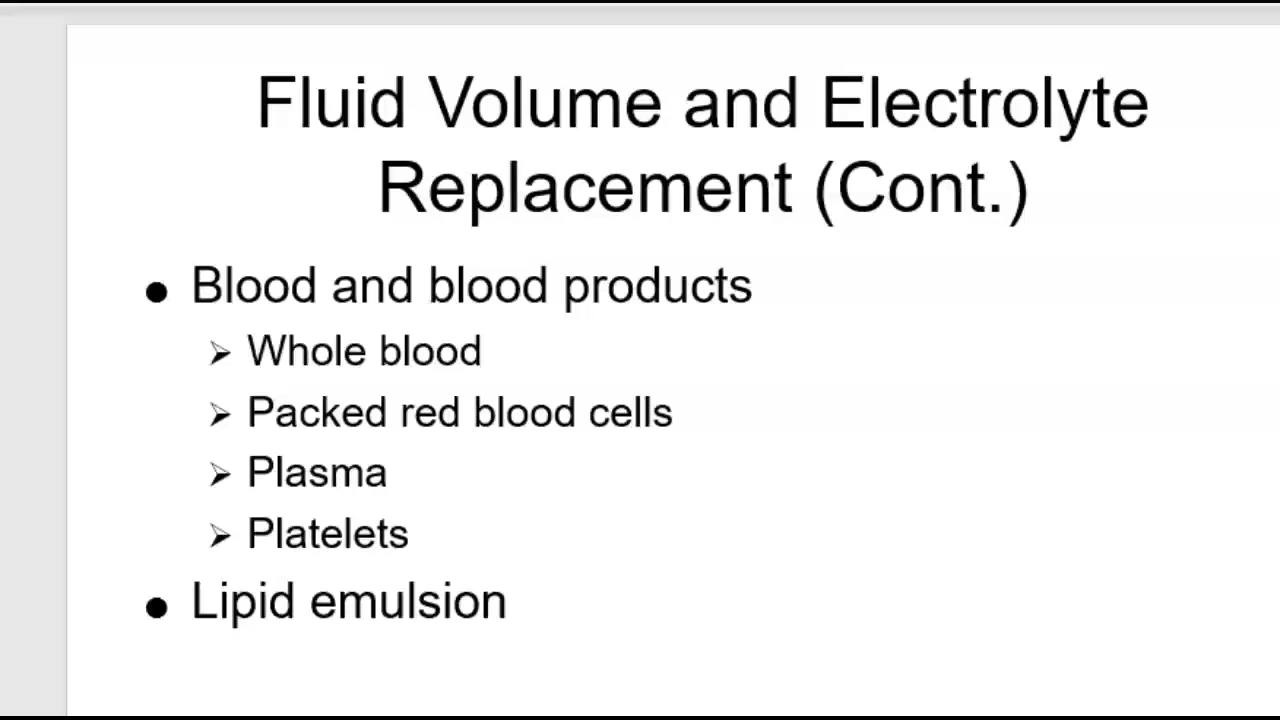 Fluid Volume and Electrolyte
Replacement (Cont.)
● Blood and blood products
➢ Whole blood
➢ Packed red blood cells
➢ Plasma
➢ Platelets
● Lipid emulsion